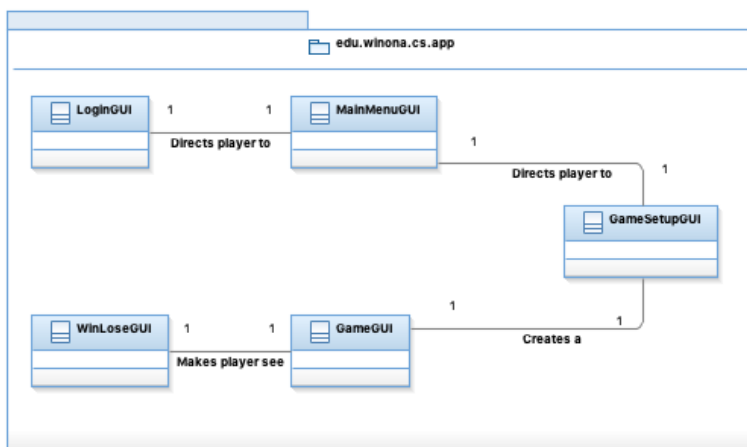 edu.winona.cs.app
LoginGUI
1
1
MainMenuGUI
Directs player to
1
Directs player to
1
GameSetupGUI
WinLoseGUI
1
1
GameGUI
1
1
Creates a
Makes player see